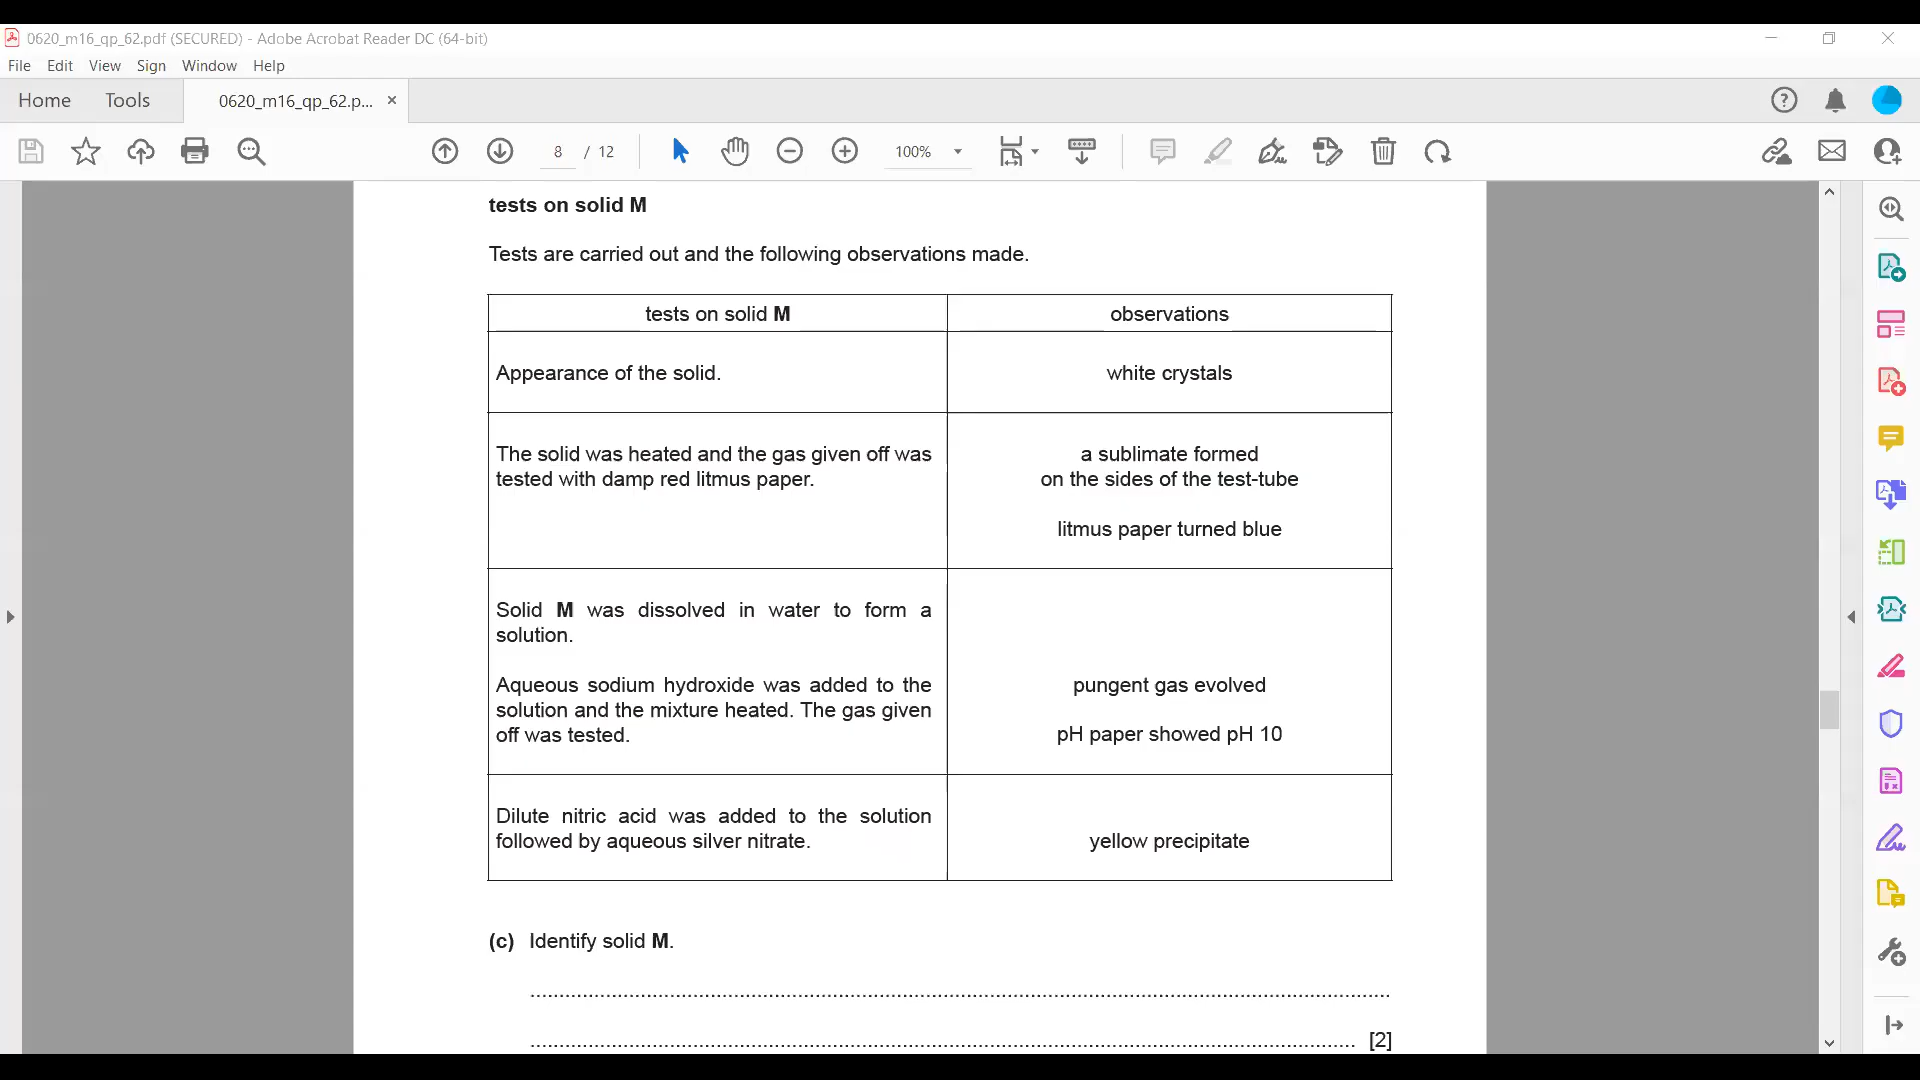 0620_m16_qp_62.pdf (SECURED) - Adobe Acrobat Reader DC (64-bit)
File Edit View Sign Window Help
Home Tools 0620_m16_qp_62.p... ×
8 / 12 100%
tests on solid M
Tests are carried out and the following observations made.
tests on solid M
observations
Appearance of the solid.
white crystals
The solid was heated and the gas given off was
tested with damp red litmus paper.
a sublimate formed
on the sides of the test-tube
litmus paper turned blue
Solid M was dissolved in water to form a
solution.
Aqueous sodium hydroxide was added to the
solution and the mixture heated. The gas given
off was tested.
pungent gas evolved
pH paper showed pH 10
Dilute nitric acid was added to the solution
followed by aqueous silver nitrate.
yellow precipitate
(c) Identify solid M.
[2]